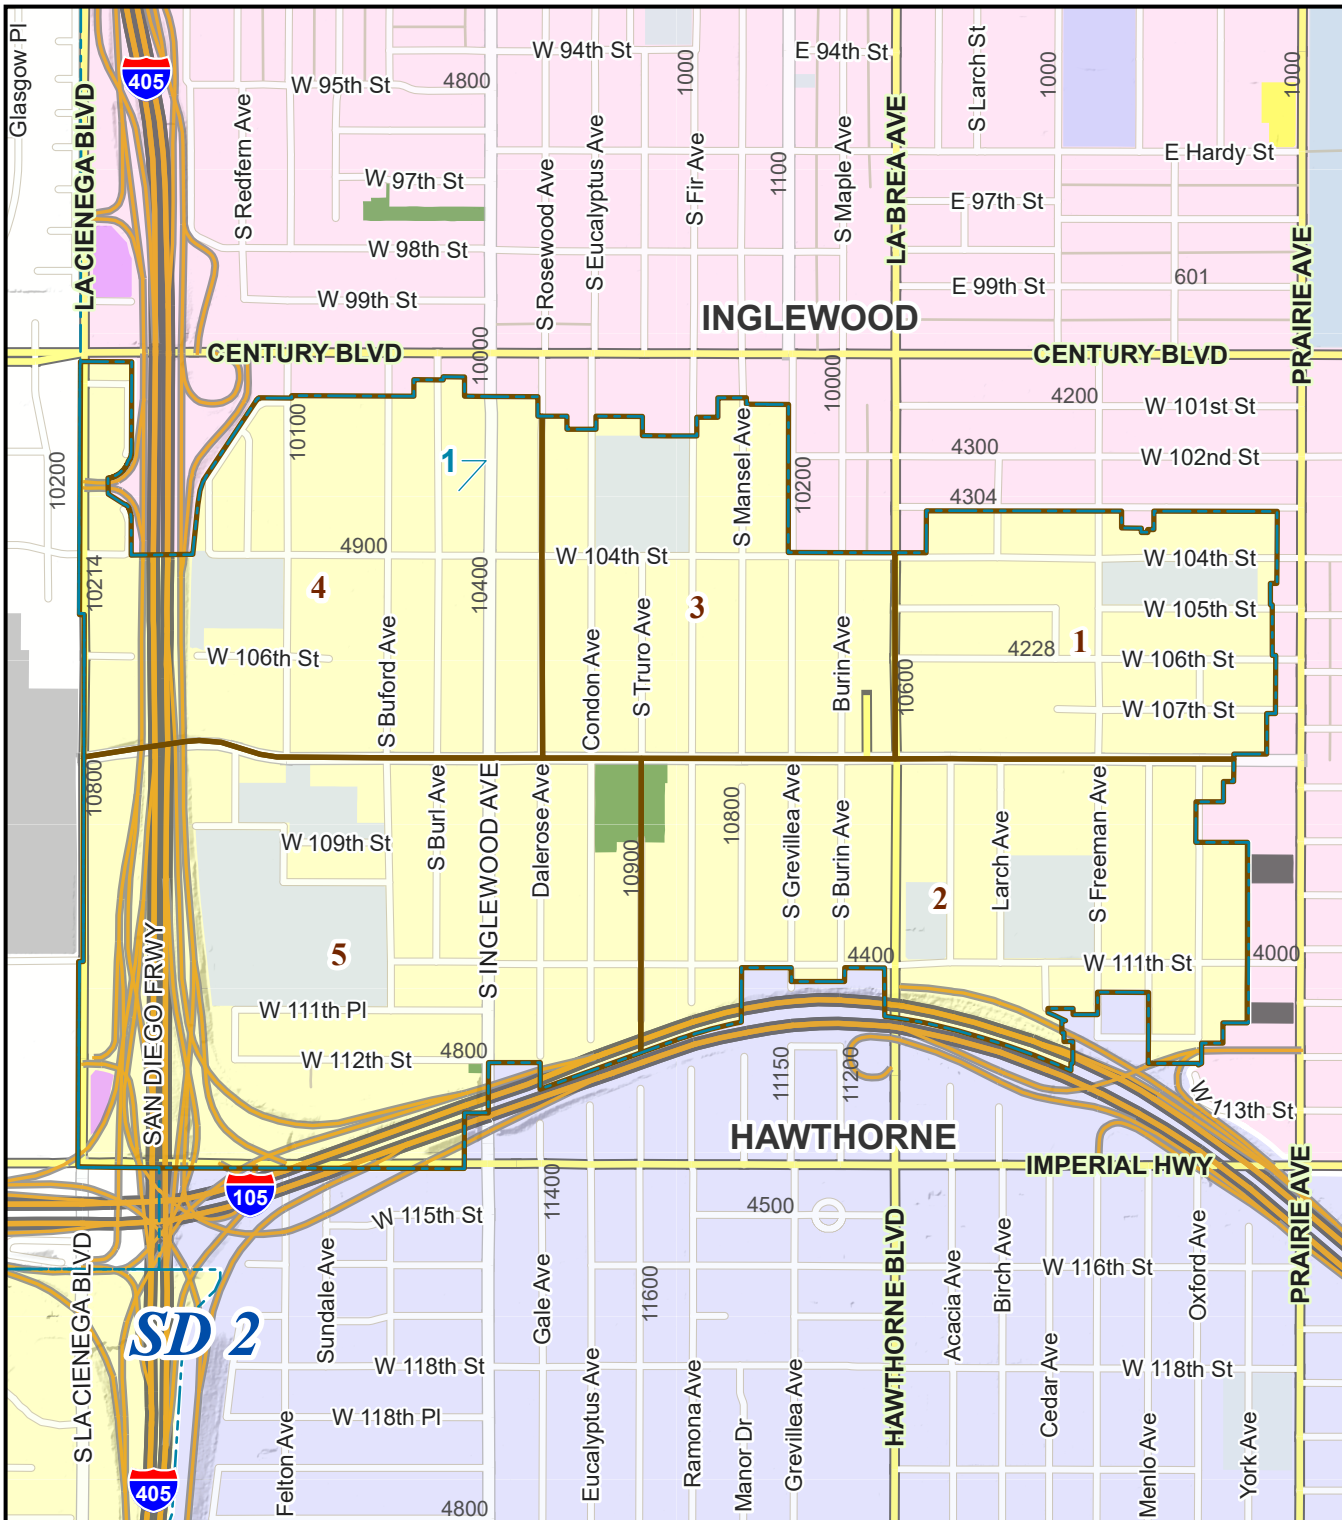 Glasgow Pl
LA CIENEGA BLVD
405
W 94th St
E 94th St
W 95th St
4800
1000
S Larch St
1000
1000
S Redfern Ave
S Eucalyptus Ave
S Fir Ave
1100
S Maple Ave
LA BREA AVE
E Hardy St
W 97th St
S Rosewood Ave
E 97th St
W 98th St
W 99th St
E 99th St
601
PRAIRIE AVE
INGLEWOOD
CENTURY BLVD
CENTURY BLVD
10000
10000
4200
W 101st St
10100
S Mansel Ave
4300
W 102nd St
1
10200
10200
4304
4900
W 104th St
W 104th St
10214
4
10400
3
W 105th St
W 106th St
S Buford Ave
Condon Ave
S Truro Ave
Burin Ave
10600
4228
1
W 106th St
W 107th St
10800
S Burl Ave
S INGLEWOOD AVE
Dalerose Ave
10900
10800
S Grevillea Ave
S Burin Ave
Larch Ave
S Freeman Ave
W 109th St
2
5
4400
W 111th St
4000
SAN DIEGO FRWY
W 111th Pl
W 112th St
4800
11150
11200
W 113th St
HAWTHORNE
IMPERIAL HWY
105
11400
4500
PRAIRIE AVE
W 115th St
S LA CIENEGA BLVD
Sundale Ave
Gale Ave
11600
HAWTHORNE BLVD
Acacia Ave
Birch Ave
W 116th St
Oxford Ave
SD 2
W 118th St
W 118th St
W 118th Pl
Felton Ave
Eucalyptus Ave
Ramona Ave
Manor Dr
Grevillea Ave
Cedar Ave
Menlo Ave
York Ave
405
4800